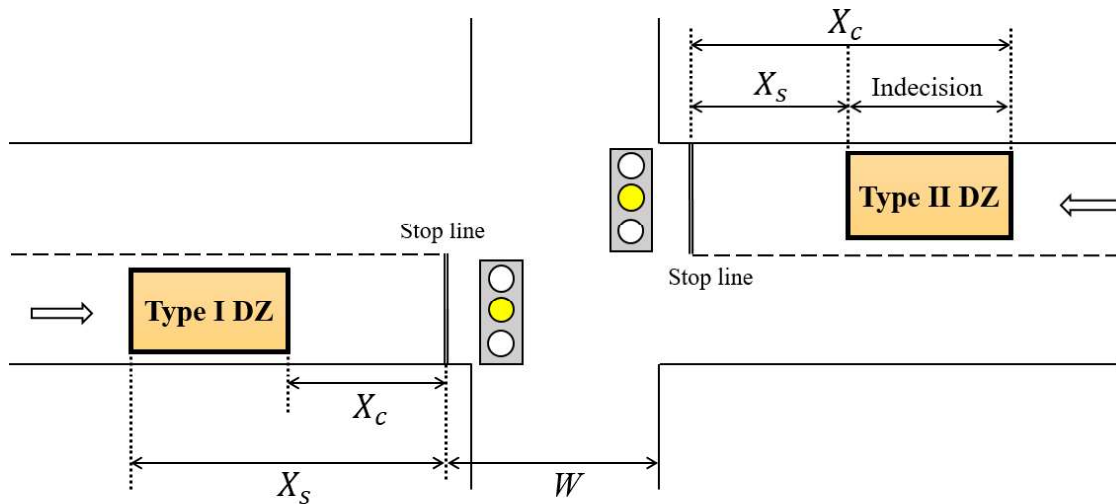 X_c
X_s
Indecision
Type II DZ
Stop line
Stop line
Type I DZ
X_c
X_s
W